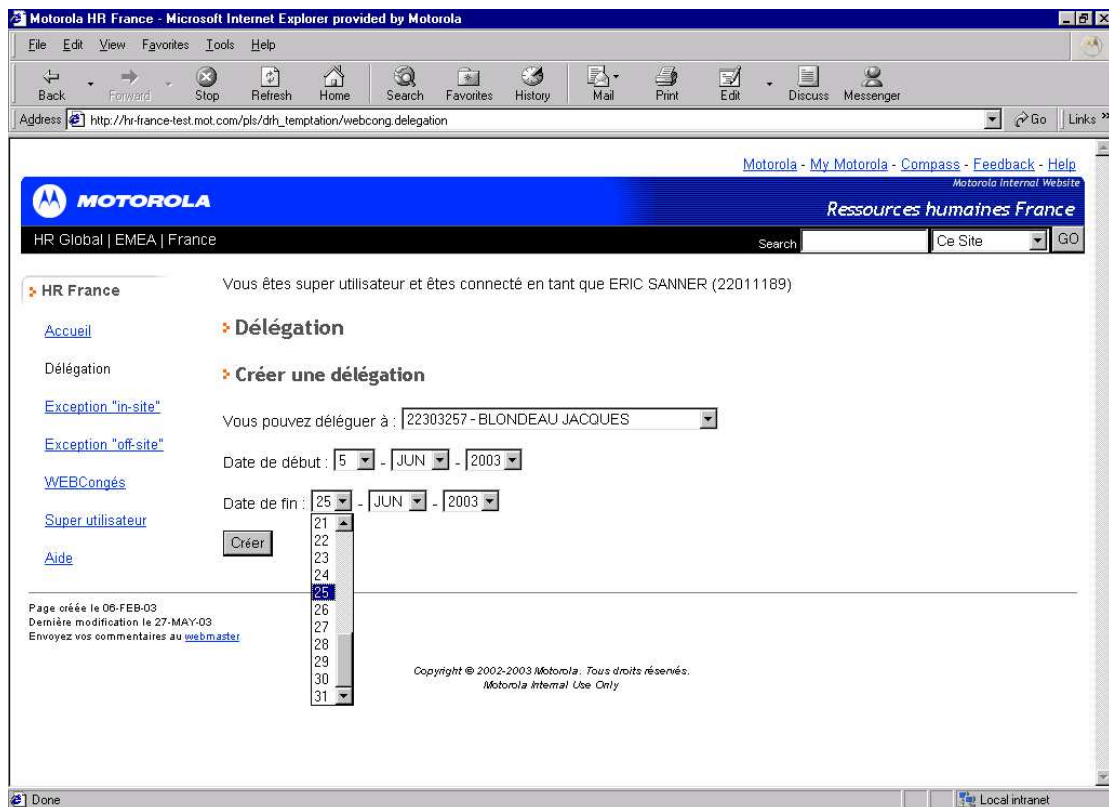 Motorola HR France - Microsoft Internet Explorer provided by Motorola
File Edit View Favorites Tools Help
Back Forward Stop Refresh Home Search Favorites History Mail Print Edit Discuss Messenger
Address http://hr-france-test.mot.com/pls/drh_temptation/webcong.delegation Go Links »
Motorola - My Motorola - Compass - Feedback - Help
Motorola Internal Website
MOTOROLA
Ressources humaines France
HR Global | EMEA | France Search Ce Site GO
HR France
Accueil
Délégation
Exception "in-site"
Exception "off-site"
WEBCongés
Super utilisateur
Aide
Vous êtes super utilisateur et êtes connecté en tant que ERIC SANNER (22011189)
Délégation
Créer une délégation
Vous pouvez déléguer à : 22303257 - BLONDEAU JACQUES
Date de début : 5 - JUN - 2003
Date de fin : 25 - JUN - 2003
21
22
23
24
25
26
27
28
29
30
31
Créer
Page créée le 06-FEB-03
Dernière modification le 27-MAY-03
Envoyez vos commentaires au webmaster
Copyright © 2002-2003 Motorola. Tous droits réservés.
Motorola Internal Use Only
Done Local intranet